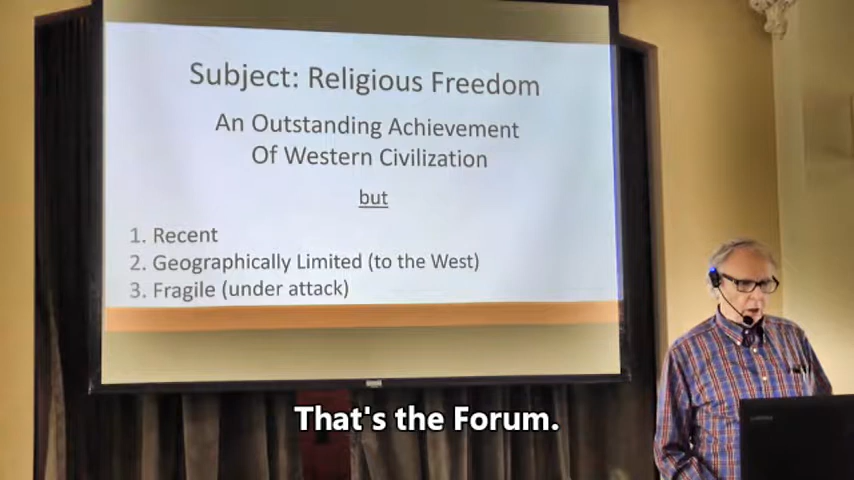 Subject: Religious Freedom
An Outstanding Achievement
Of Western Civilization
but
1. Recent
2. Geographically Limited (to the West)
3. Fragile (under attack)
That's the Forum.